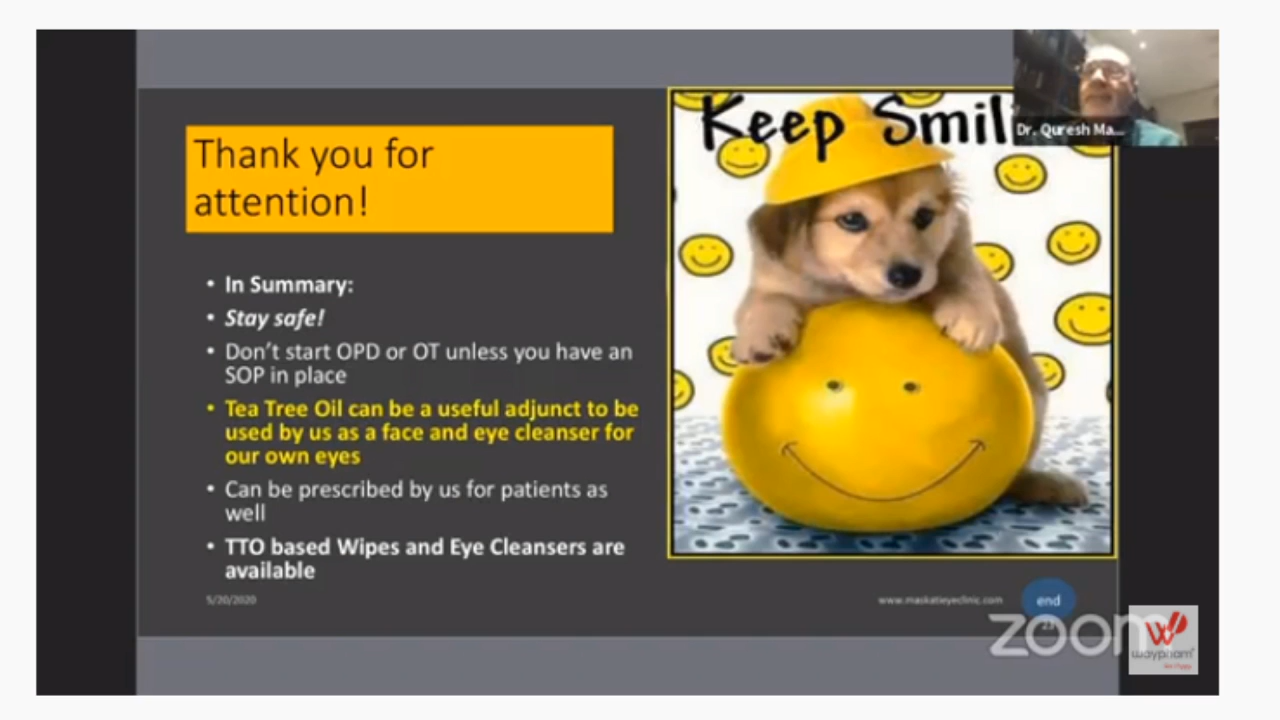 Keep Smil
Dr. Quresh Ma...
Thank you for
attention!
• In Summary:
• Stay safe!
• Don't start OPD or OT unless you have an
SOP in place
• Tea Tree Oil can be a useful adjunct to be
used by us as a face and eye cleanser for
our own eyes
• Can be prescribed by us for patients as
well
• TTO based Wipes and Eye Cleansers are
available
5/20/2020
www.maskatieyeclinic.com
end
zoom